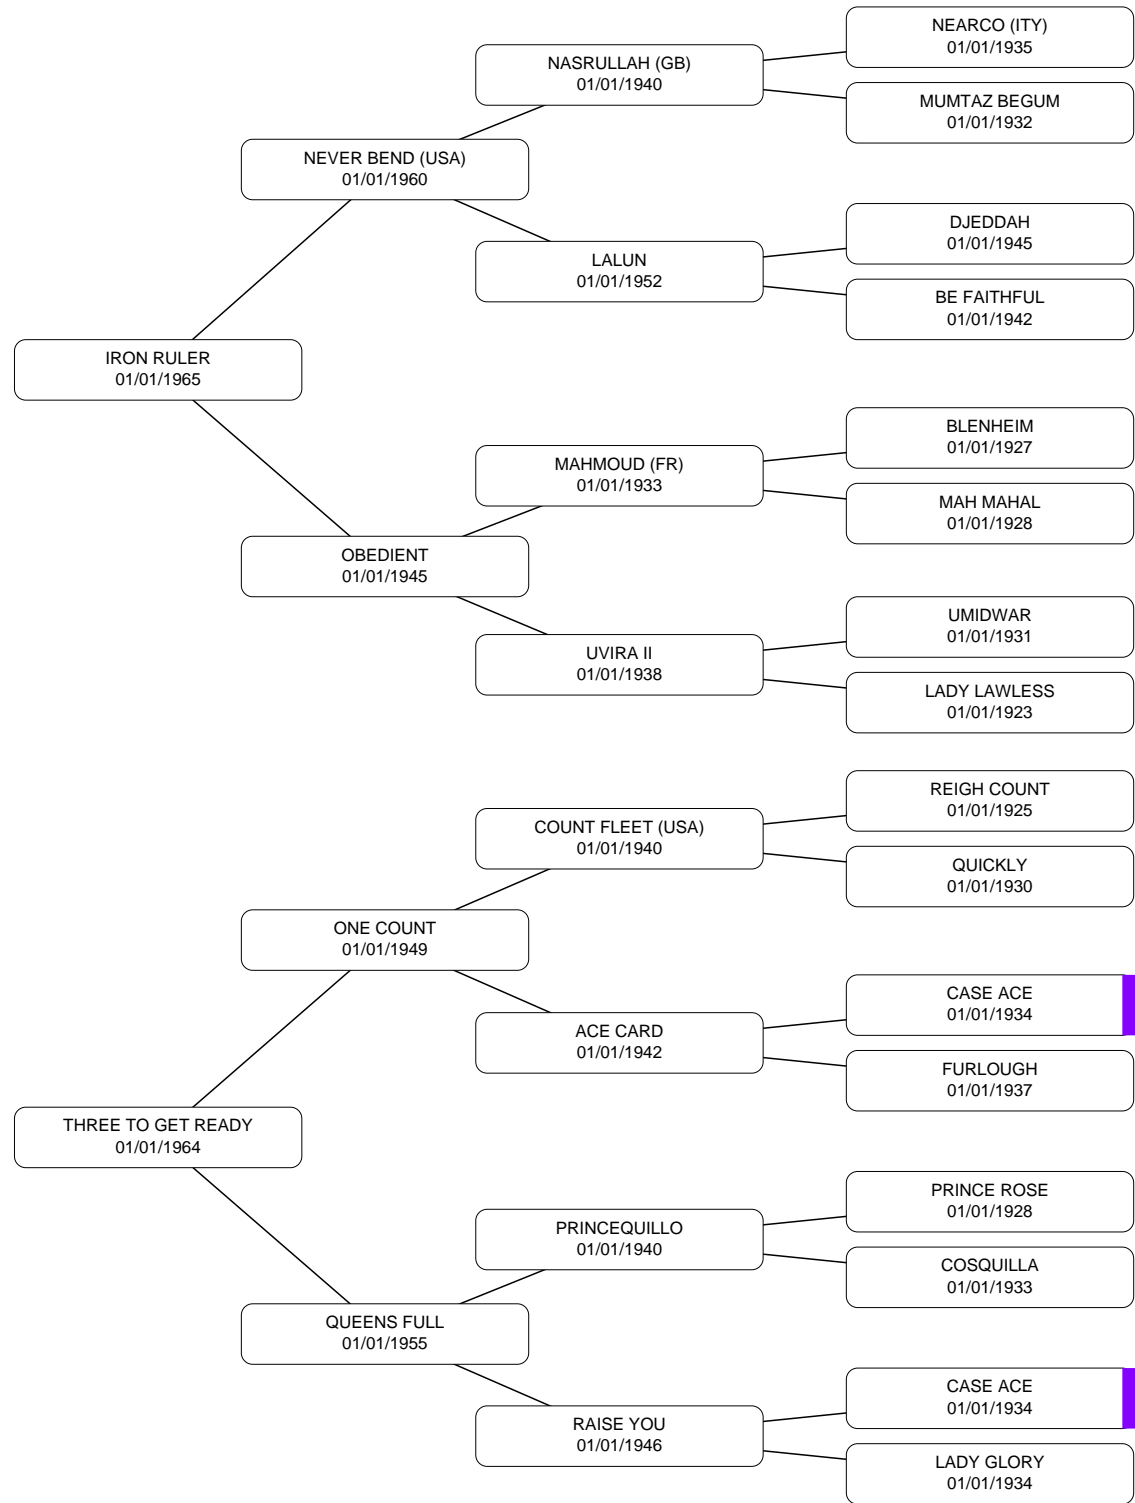 NEARCO (ITY)
01/01/1935
NASRULLAH (GB)
01/01/1940
MUMTAZ BEGUM
01/01/1932
NEVER BEND (USA)
01/01/1960
DJEDDAH
01/01/1945
LALUN
01/01/1952
BE FAITHFUL
01/01/1942
IRON RULER
01/01/1965
BLENHEIM
01/01/1927
MAHMOUD (FR)
01/01/1933
MAH MAHAL
01/01/1928
OBEDIENT
01/01/1945
UMIDWAR
01/01/1931
UVIRA II
01/01/1938
LADY LAWLESS
01/01/1923
REIGH COUNT
01/01/1925
COUNT FLEET (USA)
01/01/1940
QUICKLY
01/01/1930
ONE COUNT
01/01/1949
CASE ACE
01/01/1934
ACE CARD
01/01/1942
FURLOUGH
01/01/1937
THREE TO GET READY
01/01/1964
PRINCE ROSE
01/01/1928
PRINCEQUILLO
01/01/1940
COSQUILLA
01/01/1933
QUEENS FULL
01/01/1955
CASE ACE
01/01/1934
RAISE YOU
01/01/1946
LADY GLORY
01/01/1934